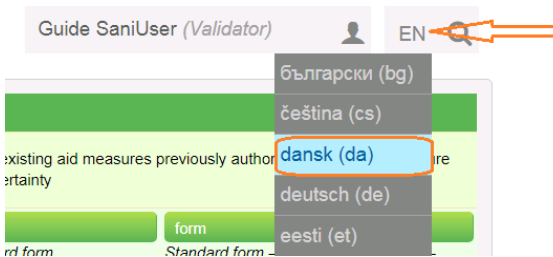 Guide SaniUser (Validator)
EN
български (bg)
čeština (cs)
existing aid measures previously author
dansk (da)
ure
ertainty
deutsch (de)
form
eesti (et)
rd form
Standard form –